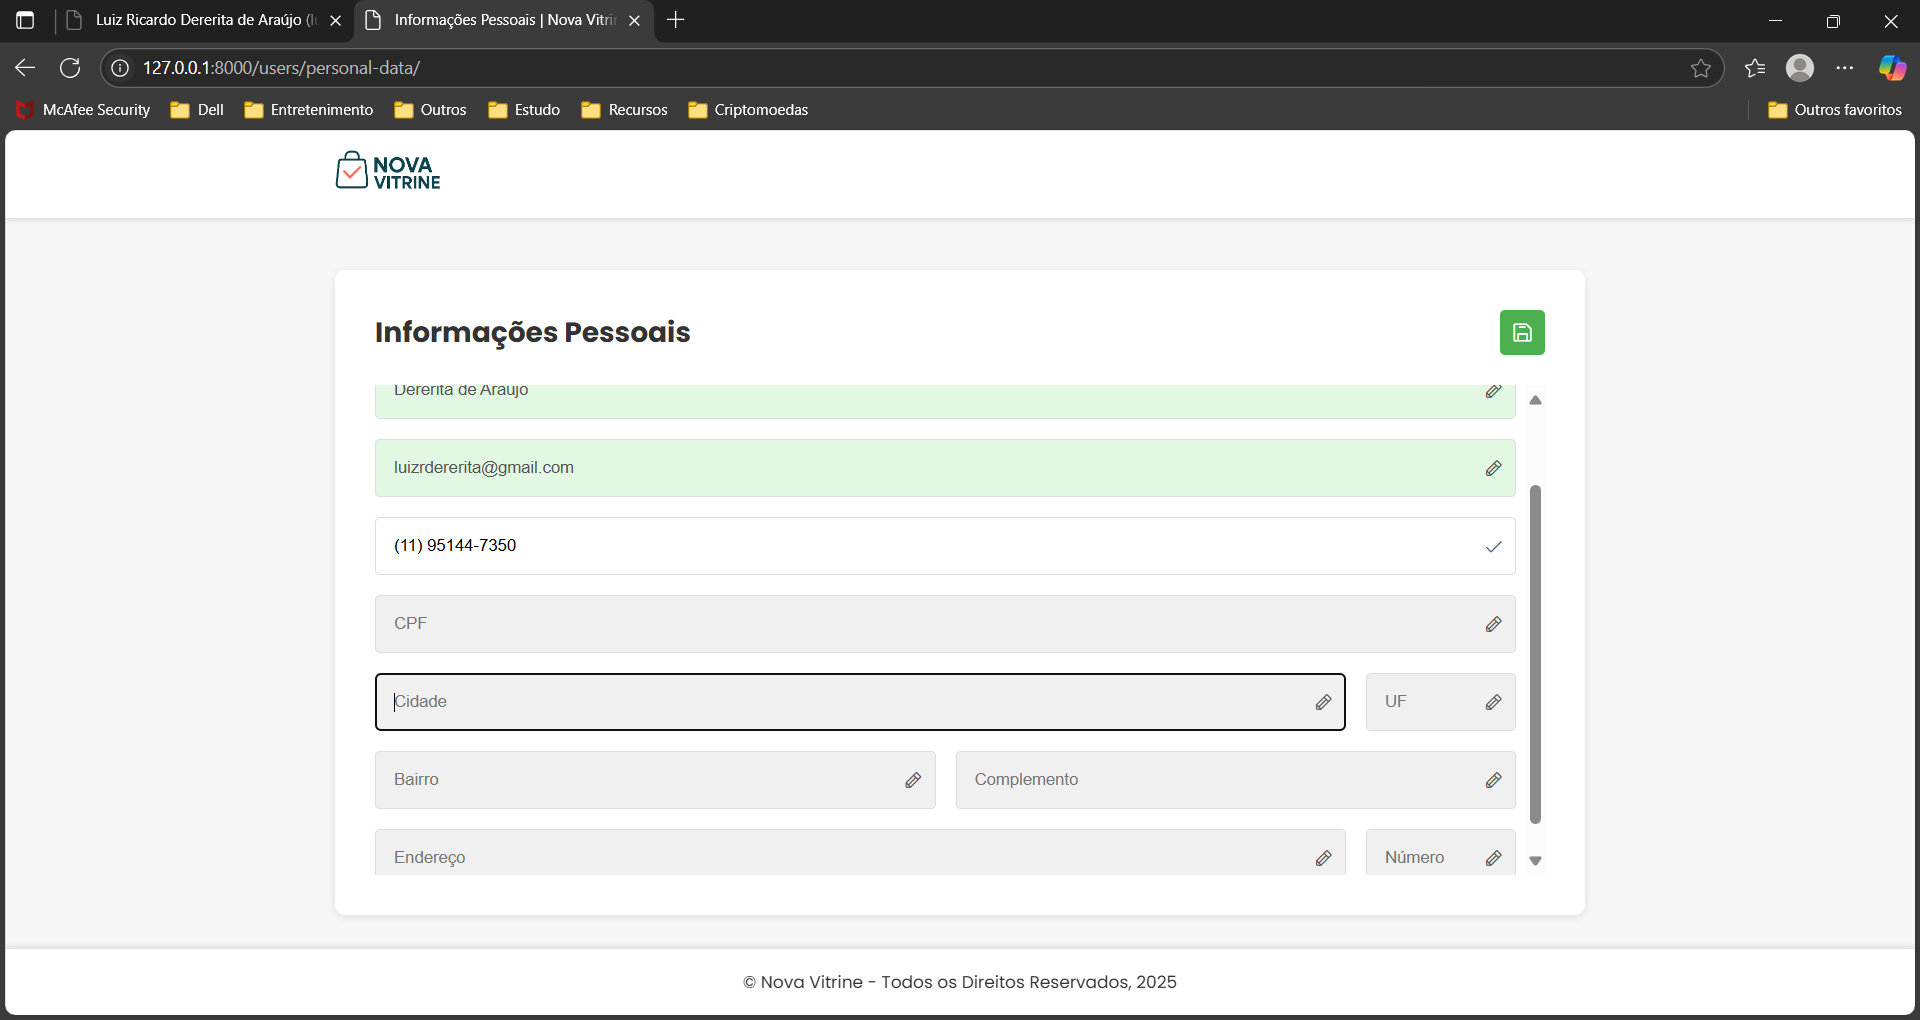 Luiz Ricardo Dererita de Araújo (l
Informações Pessoais | Nova Vitri
127.0.0.1:8000/users/personal-data/
McAfee Security
Dell
Entretenimento
Outros
Estudo
Recursos
Criptomoedas
Outros favoritos
NOVA
VITRINE
Informações Pessoais
Dererita de Araújo
luizrdererita@gmail.com
(11) 95144-7350
CPF
Cidade
UF
Bairro
Complemento
Endereço
Número
© Nova Vitrine - Todos os Direitos Reservados, 2025